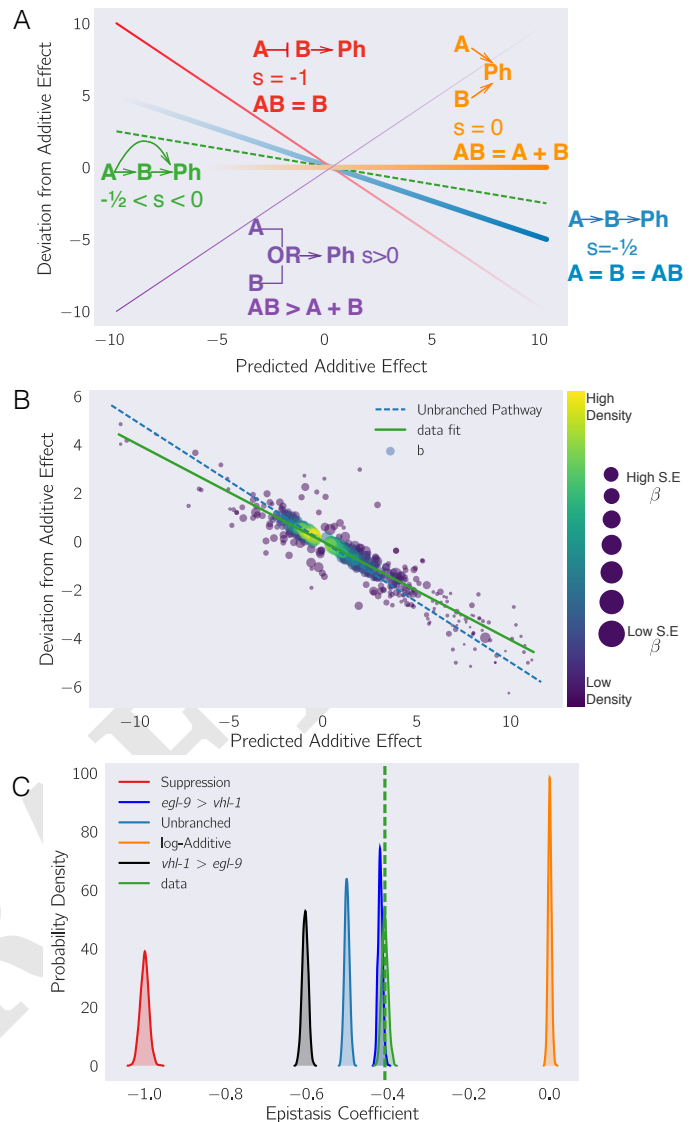 A
10
5
0
−5
−10
Deviation from Additive Effect
A B Ph
s = -1
AB = B
A
Ph
B
s = 0
AB = A + B
A B Ph
-½ < s < 0
A
OR Ph s>0
B
AB > A + B
A B Ph
s=-½
A = B = AB
−10 −5 0 5 10
Predicted Additive Effect
B
6
4
2
0
−2
−4
−6
Deviation from Additive Effect
Unbranched Pathway
data fit
b
−10 −5 0 5 10
Predicted Additive Effect
High
Density
Low
Density
High S.E
β
Low S.E
β
C
100
80
60
40
20
0
Probability Density
Suppression
egl-9 > vhl-1
Unbranched
log-Additive
vhl-1 > egl-9
data
−1.0 −0.8 −0.6 −0.4 −0.2 0.0
Epistasis Coefficient